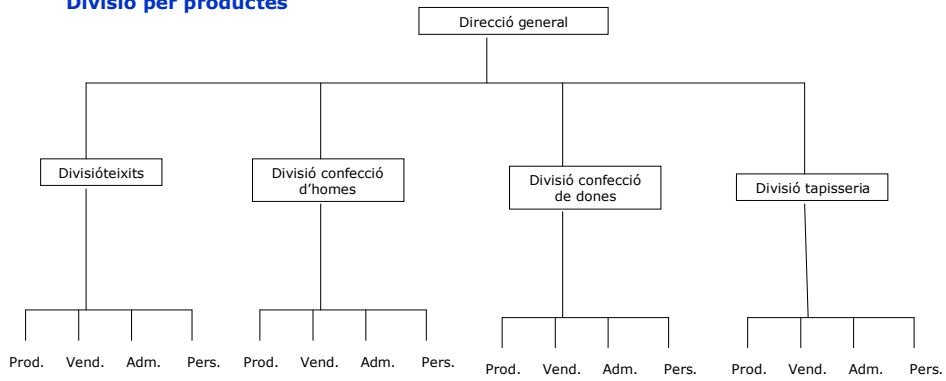 Divisió per productes
Direcció general
Divisióteixits
Divisió confecció
d'homes
Divisió confecció
de dones
Divisió tapisseria
Prod. Vend. Adm. Pers. Prod. Vend. Adm. Pers. Prod. Vend. Adm. Pers. Prod. Vend. Adm. Pers.